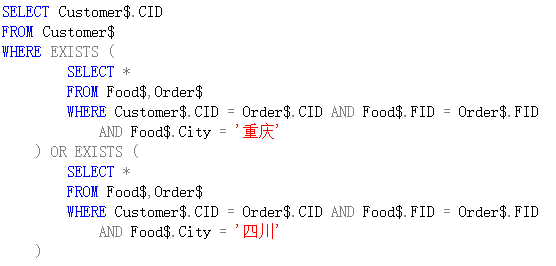 SELECT Customer$.CID
FROM Customer$
WHERE EXISTS (
SELECT *
FROM Food$,Order$
WHERE Customer$.CID = Order$.CID AND Food$.FID = Order$.FID
AND Food$.City = '重庆'
) OR EXISTS (
SELECT *
FROM Food$,Order$
WHERE Customer$.CID = Order$.CID AND Food$.FID = Order$.FID
AND Food$.City = '四川'
)